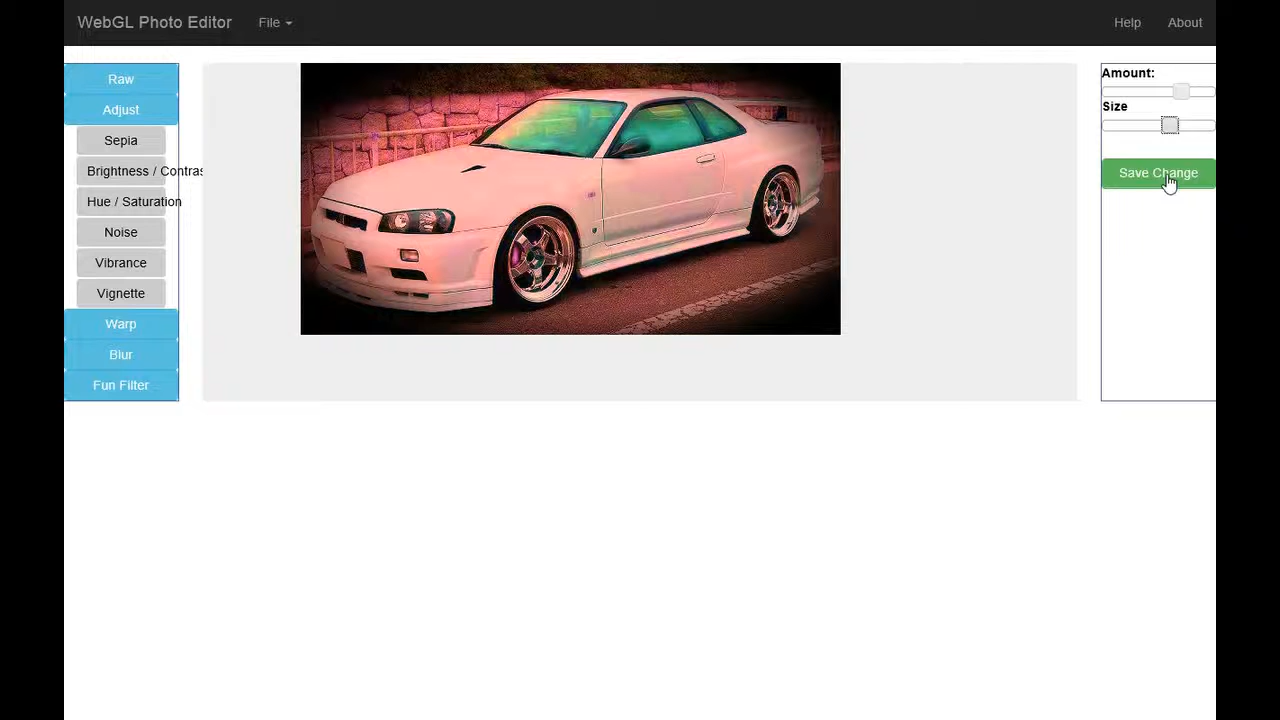 WebGL Photo Editor File Help About
Raw
Adjust
Sepia
Brightness / Contras
Hue / Saturation
Noise
Vibrance
Vignette
Warp
Blur
Fun Filter
Amount:
Size
Save Change